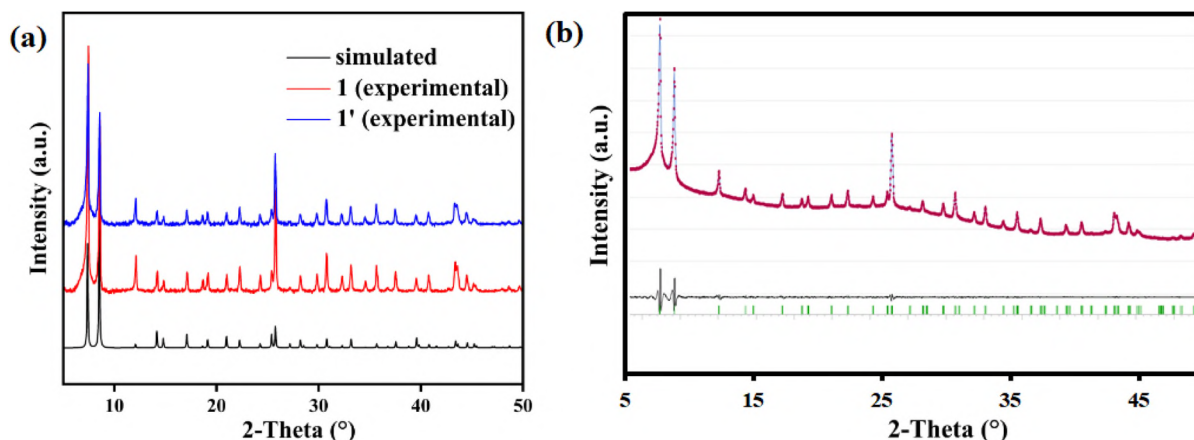 (a)
simulated
1 (experimental)
1' (experimental)
Intensity (a.u.)
10
20
30
40
50
2-Theta (°)
(b)
Intensity (a.u.)
5
15
25
35
45
2-Theta (°)